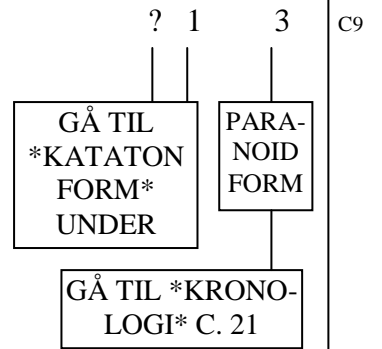 ? 1 3 C9
GÅ TIL
*KATATON
FORM*
UNDER
PARA-
NOID
FORM
GÅ TIL *KRONO-
LOGI* C. 21